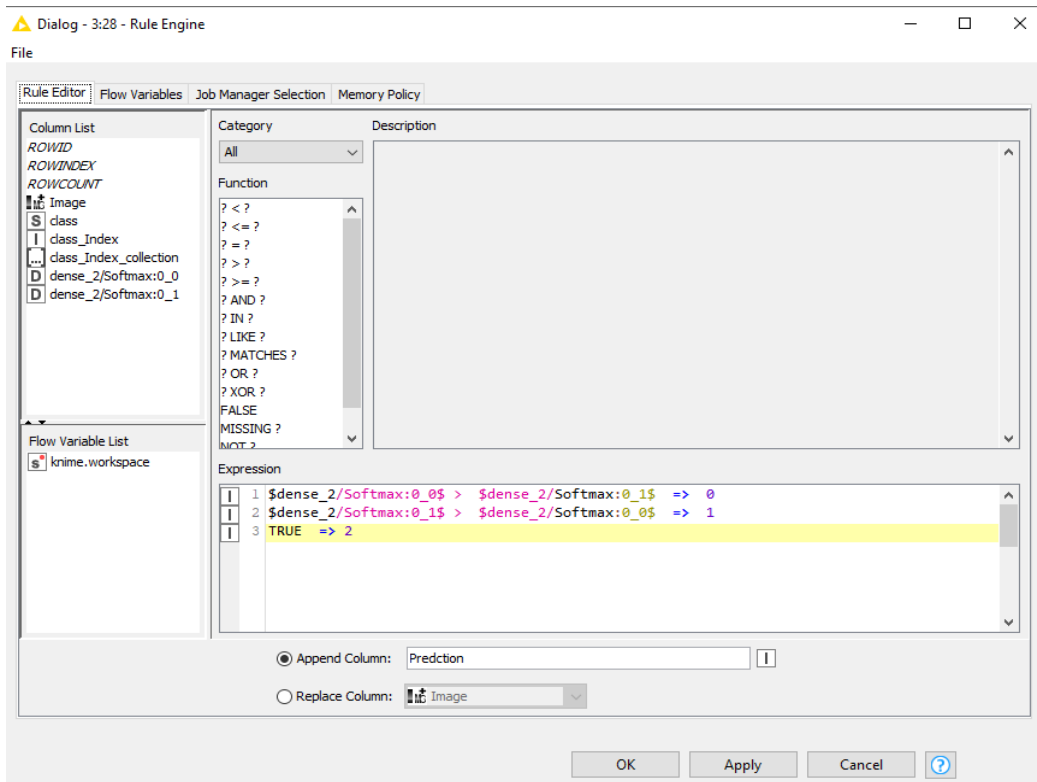 Dialog - 3:28 - Rule Engine
File
Rule Editor Flow Variables Job Manager Selection Memory Policy
Column List
ROWID
ROWINDEX
ROWCOUNT
Image
S class
I class_Index
... class_Index_collection
D dense_2/Softmax:0_0
D dense_2/Softmax:0_1
Flow Variable List
s knime.workspace
Category
All
Function
? < ?
? <= ?
? = ?
? > ?
? >= ?
? AND ?
? IN ?
? LIKE ?
? MATCHES ?
? OR ?
? XOR ?
FALSE
MISSING ?
NOT ?
Description
Expression
I 1 $dense_2/Softmax:0_0$ > $dense_2/Softmax:0_1$ => 0
I 2 $dense_2/Softmax:0_1$ > $dense_2/Softmax:0_0$ => 1
I 3 TRUE => 2
Append Column: Predction I
Replace Column: Image
OK Apply Cancel ?